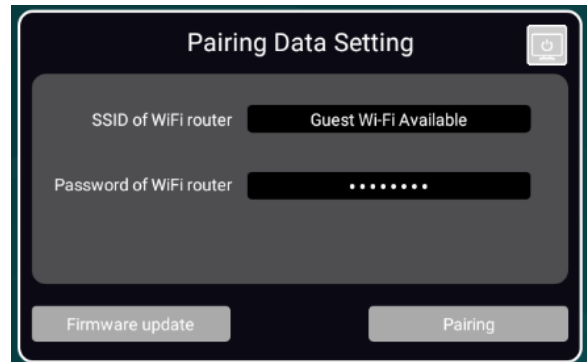 Pairing Data Setting
SSID of WiFi router Guest Wi-Fi Available
Password of WiFi router ••••••••
Firmware update Pairing